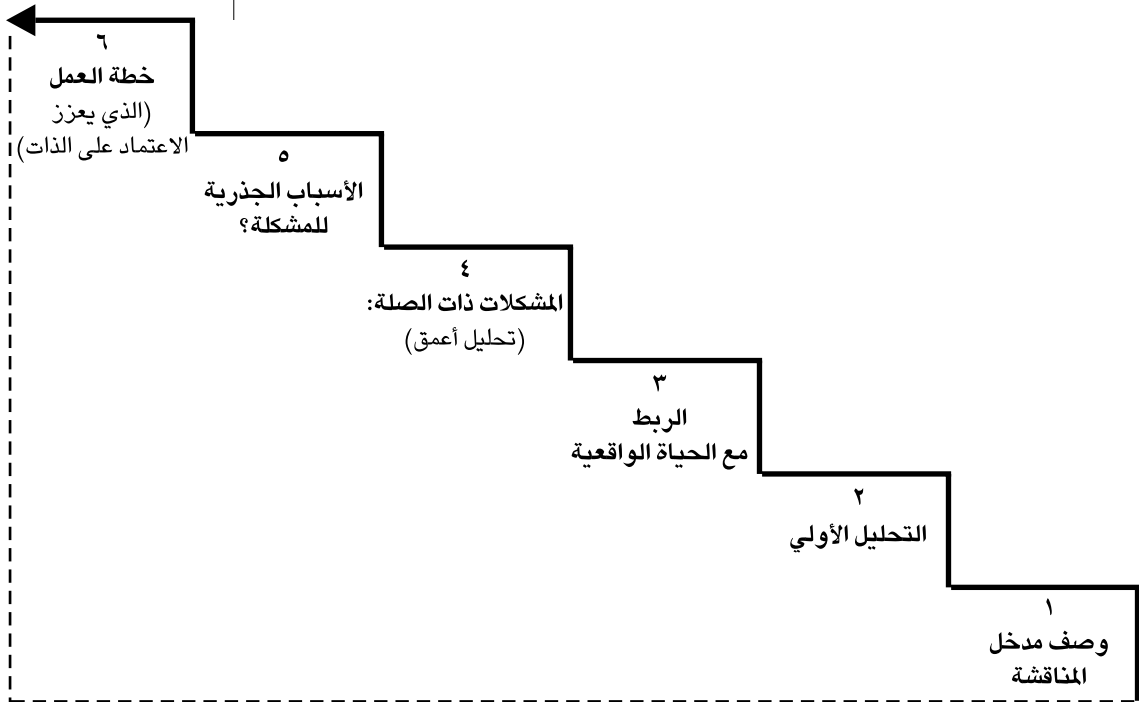 ٦
خطة العمل
(الذي يعزز
الاعتماد على الذات)
٥
الأسباب الجذرية
للمشكلة؟
٤
المشكلات ذات الصلة:
(تحليل أعمق)
٣
الربط
مع الحياة الواقعية
٢
التحليل الأولي
١
وصف مدخل
المناقشة